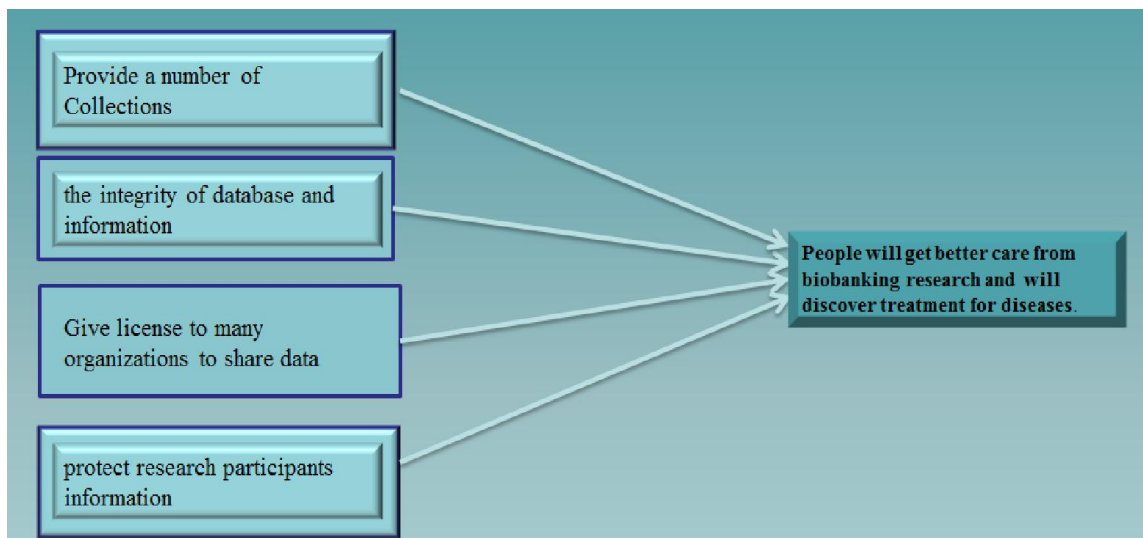 Provide a number of
Collections
the integrity of database and
information
Give license to many
organizations to share data
protect research participants
information
People will get better care from
biobanking research and will
discover treatment for diseases.